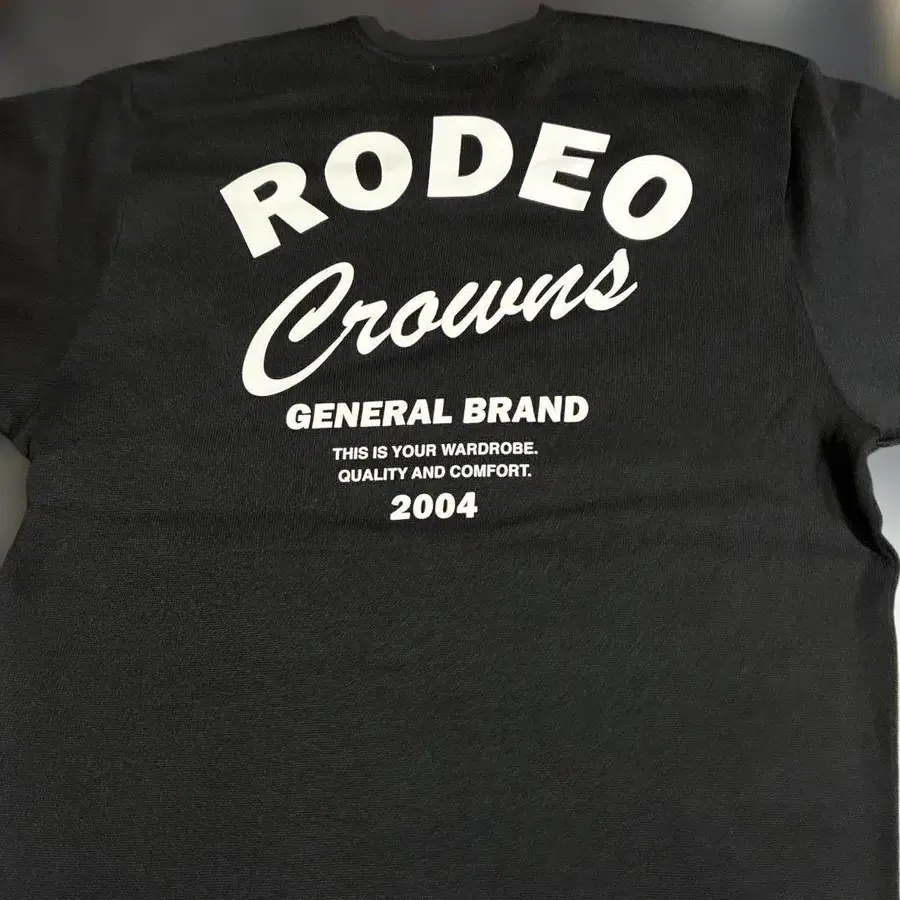 RODEO
Crowns
GENERAL BRAND
THIS IS YOUR WARDROBE.
QUALITY AND COMFORT.
2004